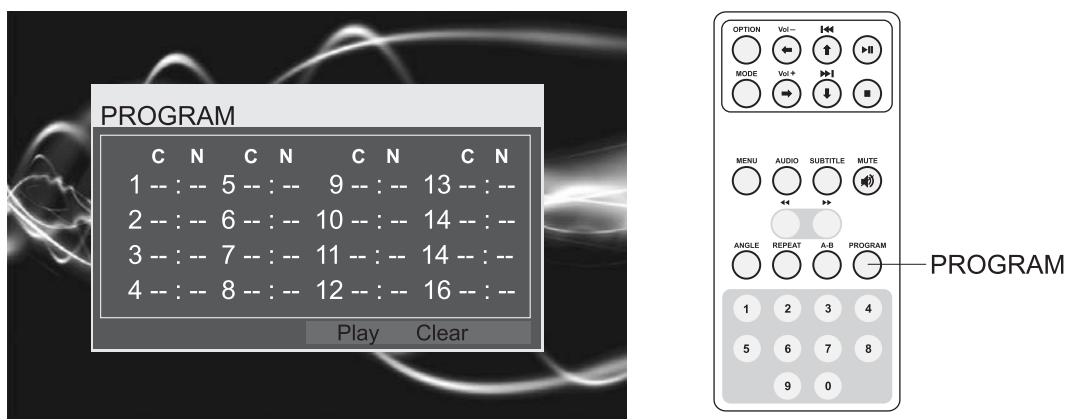 PROGRAM
C N C N C N C N
1 -- : -- 5 -- : -- 9 -- : -- 13 -- : --
2 -- : -- 6 -- : -- 10 -- : -- 14 -- : --
3 -- : -- 7 -- : -- 11 -- : -- 14 -- : --
4 -- : -- 8 -- : -- 12 -- : -- 16 -- : --
Play Clear
OPTION Vol−
MODE Vol+
MENU AUDIO SUBTITLE MUTE
ANGLE REPEAT A-B PROGRAM
PROGRAM
1 2 3 4
5 6 7 8
9 0